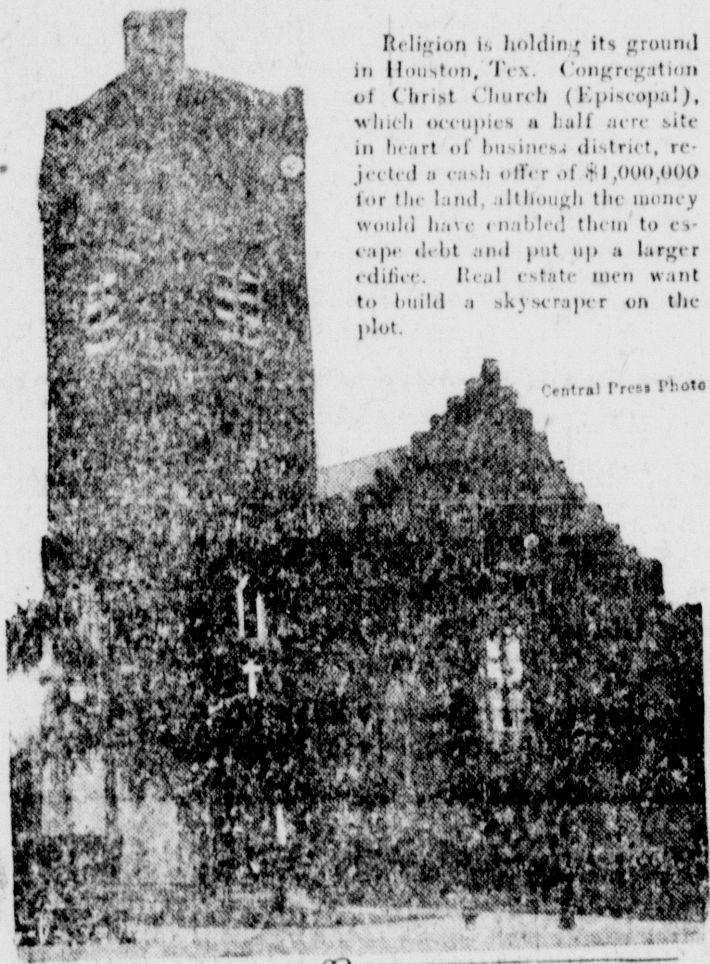 Religion is holding its ground
in Houston, Tex. Congregation
of Christ Church (Episcopal),
which occupies a half acre site
in heart of business district, re-
jected a cash offer of $1,000,000
for the land, although the money
would have enabled them to es-
cape debt and put up a larger
edifice. Real estate men want
to build a skyscraper on the
plot.
Central Press Photo